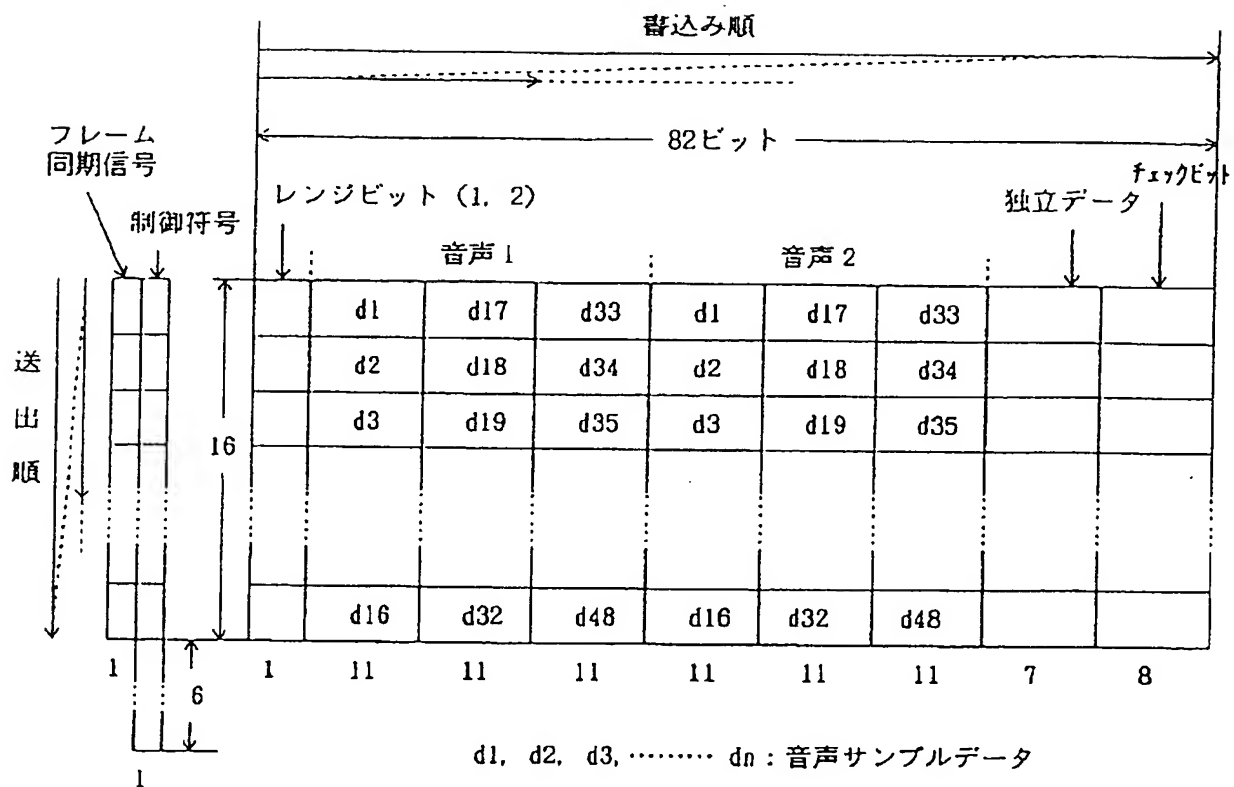 書込み順
82ビット
フレーム
同期信号
制御符号
レンジビット (1, 2)
独立データ
チェックビット
音声1
音声2
送出順
16
d1 d17 d33 d1 d17 d33
d2 d18 d34 d2 d18 d34
d3 d19 d35 d3 d19 d35
d16 d32 d48 d16 d32 d48
1 1 11 11 11 11 11 11 7 8
6
1
d1, d2, d3, ……… dn : 音声サンプルデータ